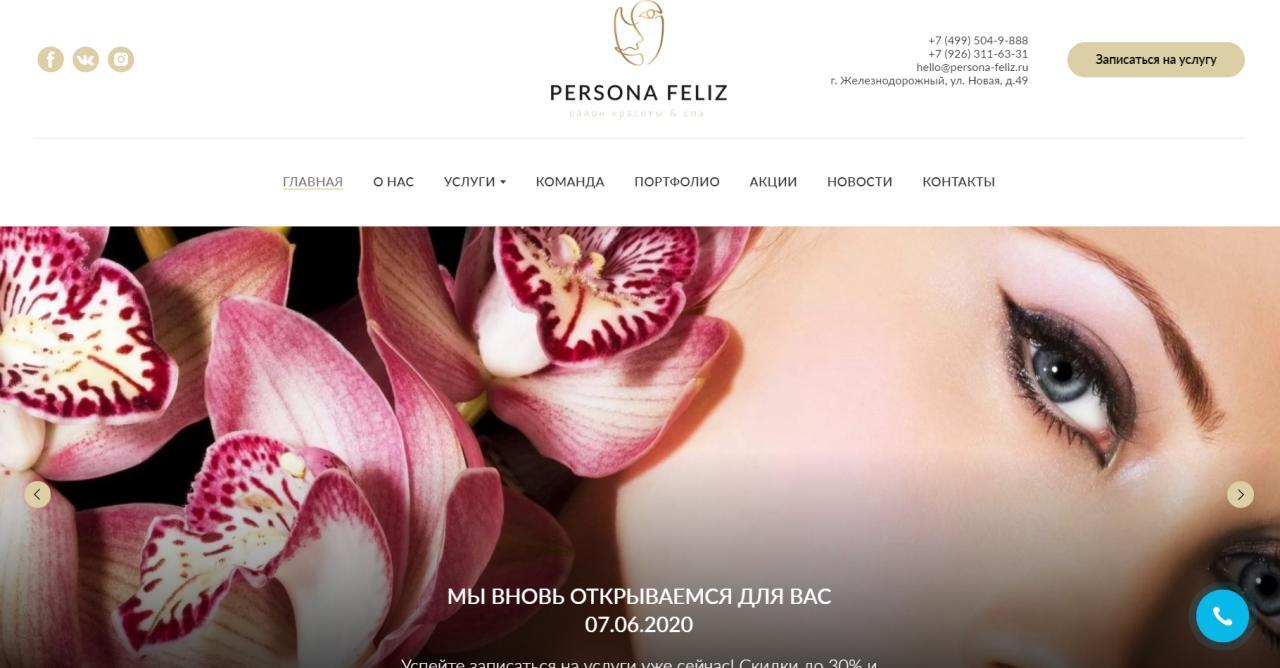 PERSONA FELIZ
салон красоты & спа
+7 (499) 504-9-888
+7 (926) 311-63-31
hello@persona-feliz.ru
г. Железнодорожный, ул. Новая, д.49
Записаться на услугу
ГЛАВНАЯ О НАС УСЛУГИ КОМАНДА ПОРТФОЛИО АКЦИИ НОВОСТИ КОНТАКТЫ
МЫ ВНОВЬ ОТКРЫВАЕМСЯ ДЛЯ ВАС
07.06.2020
Успейте записаться на услуги уже сейчас! Скидки до 30% и